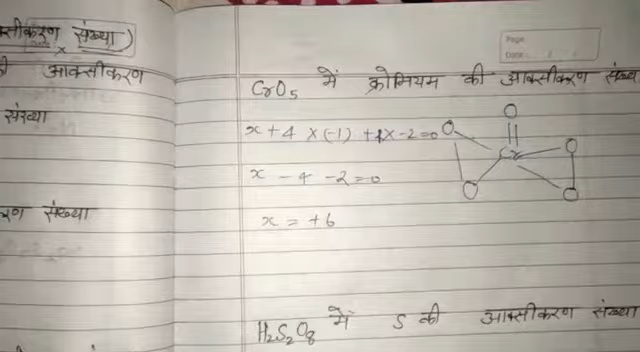 संख्या)
आक्सीकरण
संख्या
संख्या
Page:
Date:
CrO5 में क्रोमियम की आक्सीकरण संख्या
x + 4 x (-1) + 1 x -2 = 0
x - 4 - 2 = 0
x = +6
O
O
Cr
O
O
O
H2S2O8 में S की आक्सीकरण संख्या